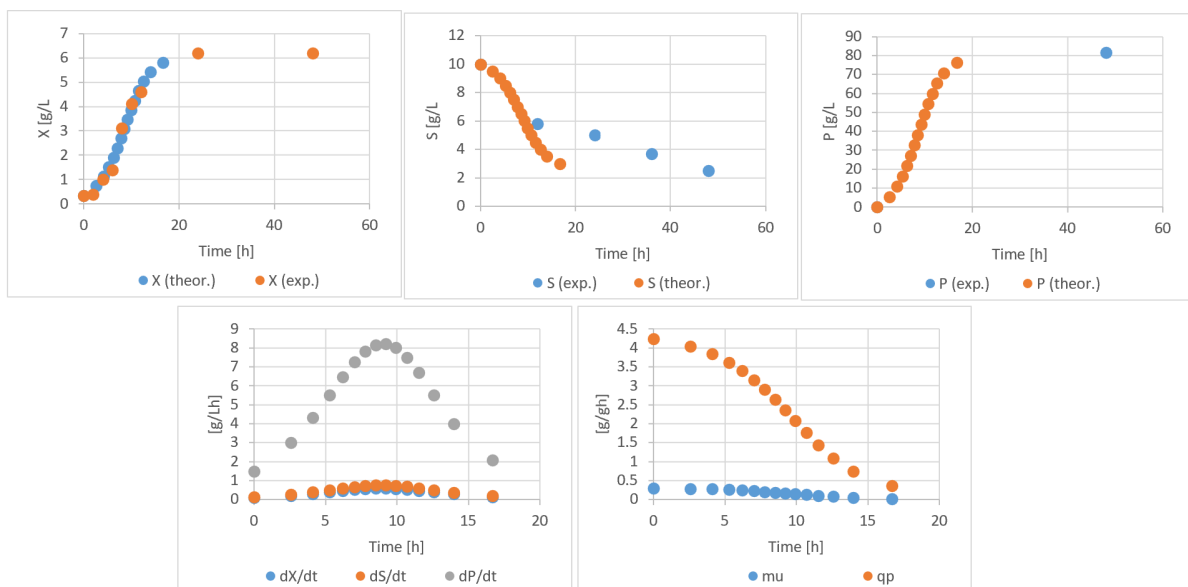 7
6
5
4
3
2
1
0
X [g/L]
0 20 40 60
Time [h]
X (theor.) X (exp.)
12
10
8
6
4
2
0
S [g/L]
0 20 40 60
Time [h]
S (exp.) S (theor.)
90
80
70
60
50
40
30
20
10
0
P [g/L]
0 20 40 60
Time [h]
P (exp.) P (theor.)
9
8
7
6
5
4
3
2
1
0
[g/Lh]
0 5 10 15 20
Time [h]
dX/dt dS/dt dP/dt
4.5
4
3.5
3
2.5
2
1.5
1
0.5
0
[g/gh]
0 5 10 15 20
Time [h]
mu qp